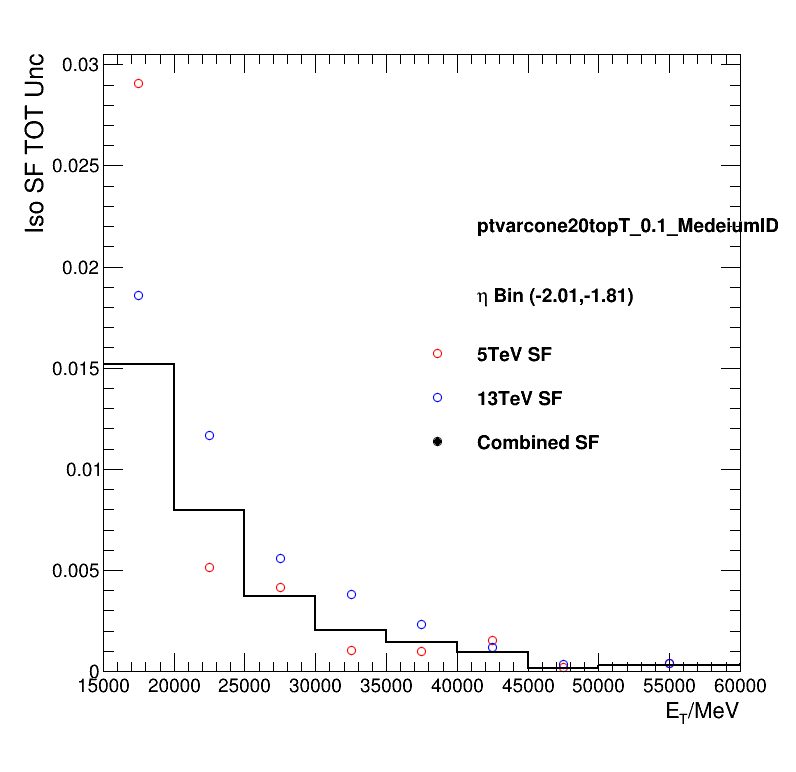 Iso SF TOT Unc
0.03
0.025
0.02
0.015
0.01
0.005
0
ptvarcone20topT_0.1_MedeiumID
η Bin (-2.01,-1.81)
5TeV SF
13TeV SF
Combined SF
15000 20000 25000 30000 35000 40000 45000 50000 55000 60000
E_T/MeV